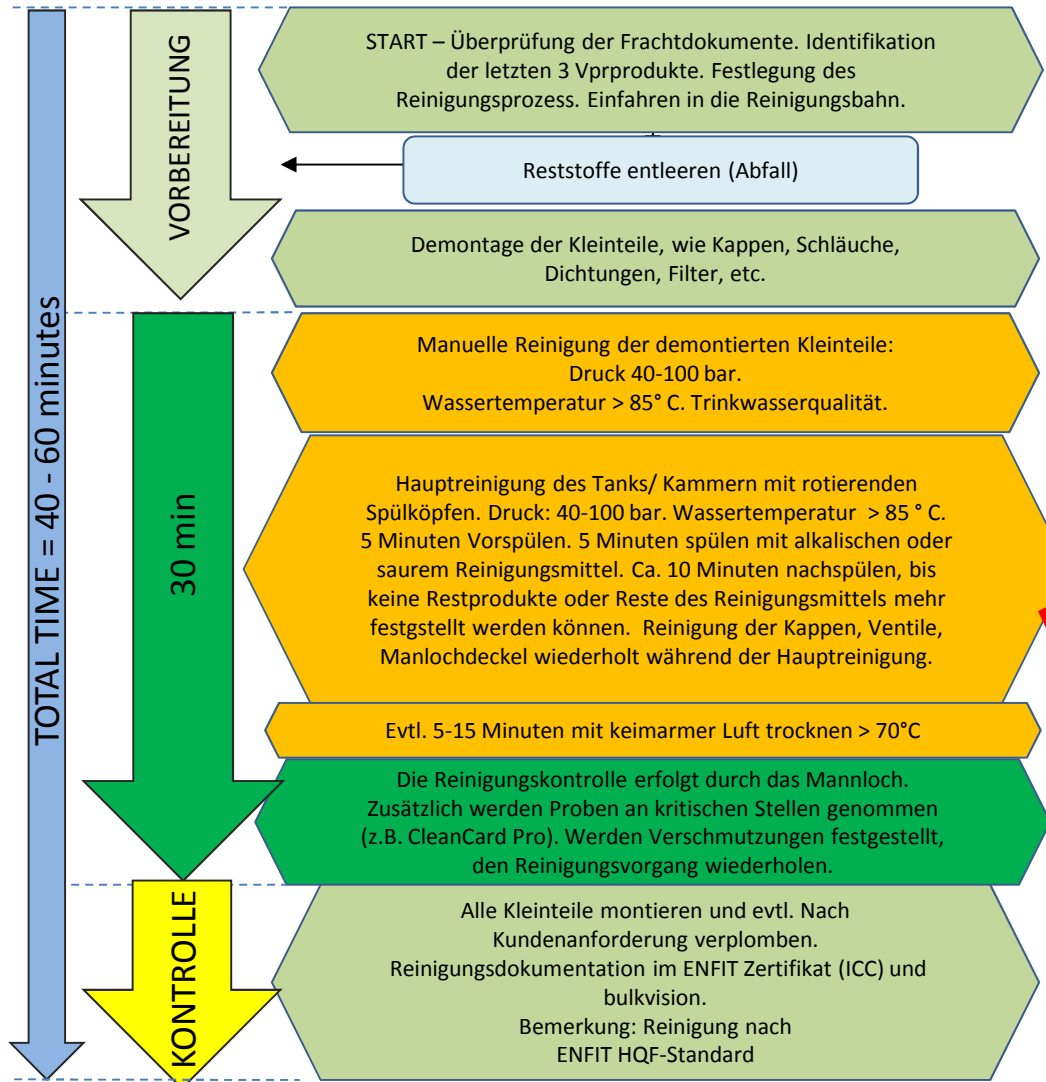 TOTAL TIME = 40 - 60 minutes
VORBEREITUNG
START – Überprüfung der Frachtdokumente. Identifikation
der letzten 3 Vprprodukte. Festlegung des
Reinigungsprozess. Einfahren in die Reinigungsbahn.
Reststoffe entleeren (Abfall)
Demontage der Kleinteile, wie Kappen, Schläuche,
Dichtungen, Filter, etc.
30 min
Manuelle Reinigung der demontierten Kleinteile:
Druck 40-100 bar.
Wassertemperatur > 85° C. Trinkwasserqualität.
Hauptreinigung des Tanks/ Kammern mit rotierenden
Spülköpfen. Druck: 40-100 bar. Wassertemperatur > 85 ° C.
5 Minuten Vorspülen. 5 Minuten spülen mit alkalischen oder
saurem Reinigungsmittel. Ca. 10 Minuten nachspülen, bis
keine Restprodukte oder Reste des Reinigungsmittels mehr
festgstellt werden können. Reinigung der Kappen, Ventile,
Manlochdeckel wiederholt während der Hauptreinigung.
Evtl. 5-15 Minuten mit keimarmer Luft trocknen > 70°C
Die Reinigungskontrolle erfolgt durch das Mannloch.
Zusätzlich werden Proben an kritischen Stellen genommen
(z.B. CleanCard Pro). Werden Verschmutzungen festgestellt,
den Reinigungsvorgang wiederholen.
KONTROLLE
Alle Kleinteile montieren und evtl. Nach
Kundenanforderung verplomben.
Reinigungsdokumentation im ENFIT Zertifikat (ICC) und
bulkvision.
Bemerkung: Reinigung nach
ENFIT HQF-Standard